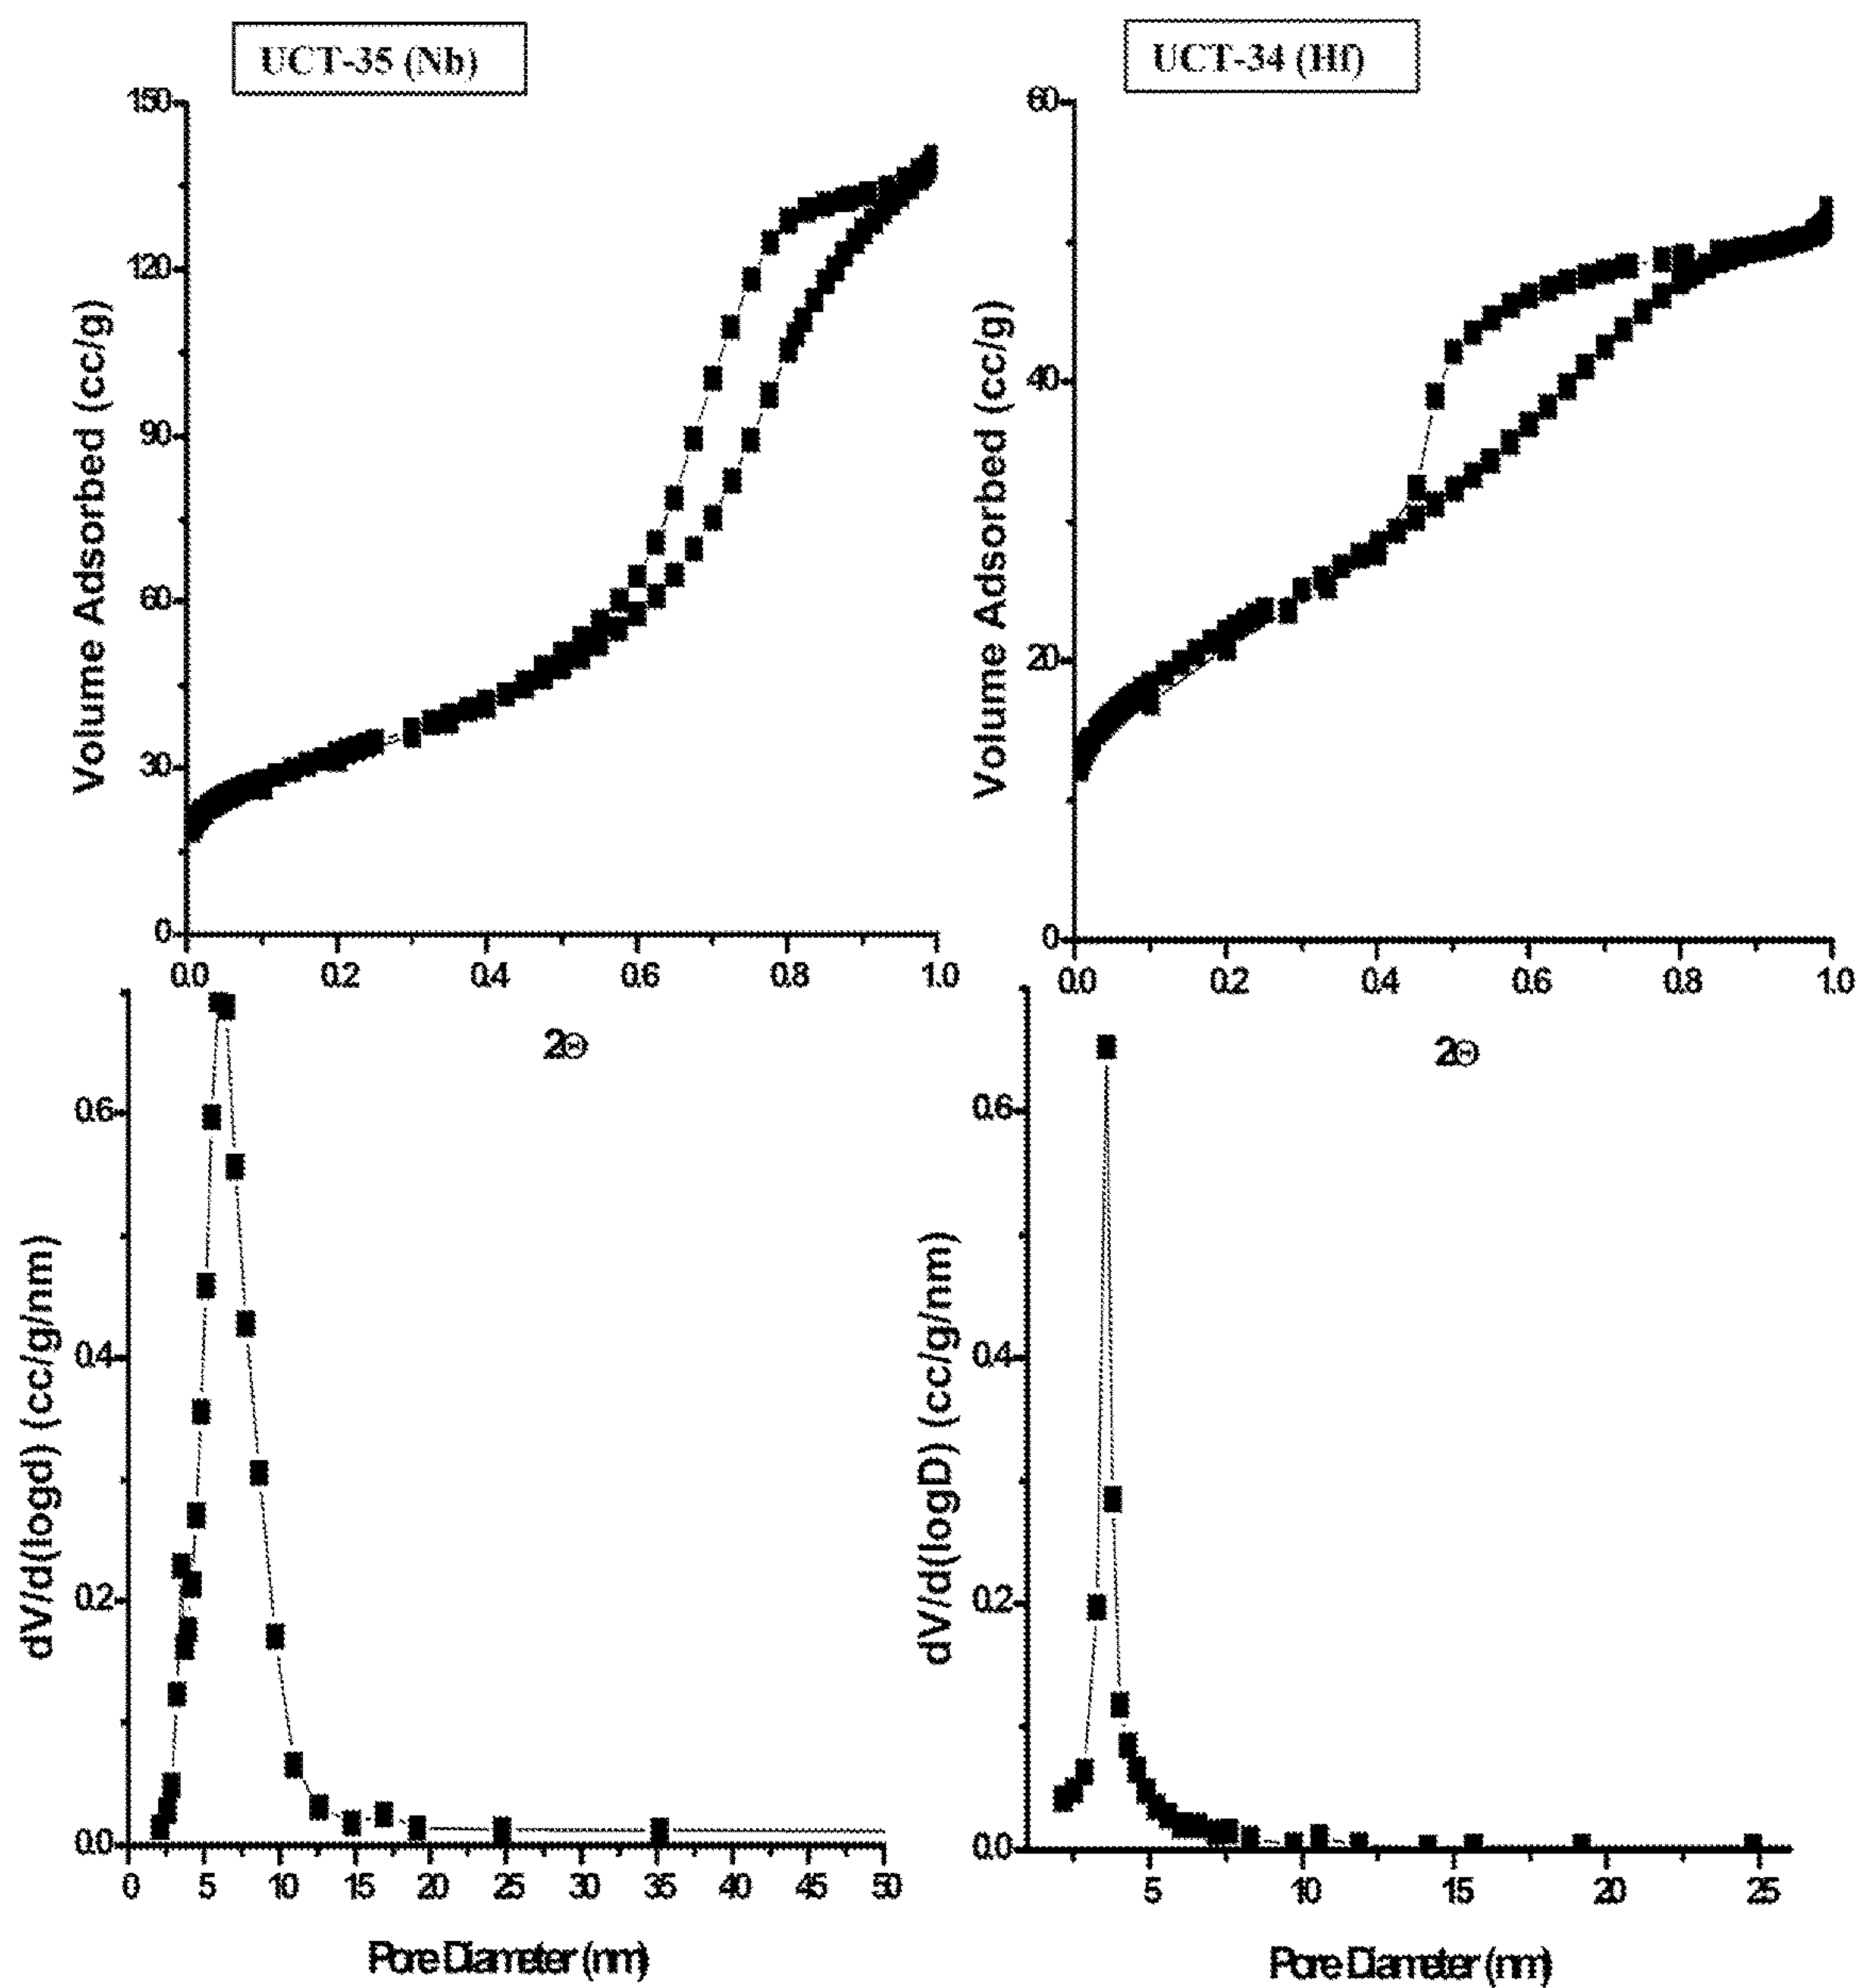 UCT-35 (Nb)
150
120
90
60
30
0
Volume Adsorbed (cc/g)
0.0 0.2 0.4 0.6 0.8 1.0
2Θ
UCT-34 (Hf)
60
40
20
0
Volume Adsorbed (cc/g)
0.0 0.2 0.4 0.6 0.8 1.0
2Θ
0.6
0.4
0.2
0.0
dV/d(logd) (cc/g/nm)
0 5 10 15 20 25 30 35 40 45 50
Pore Diameter (nm)
0.6
0.4
0.2
0.0
dV/d(logD) (cc/g/nm)
5 10 15 20 25
Pore Diameter (nm)